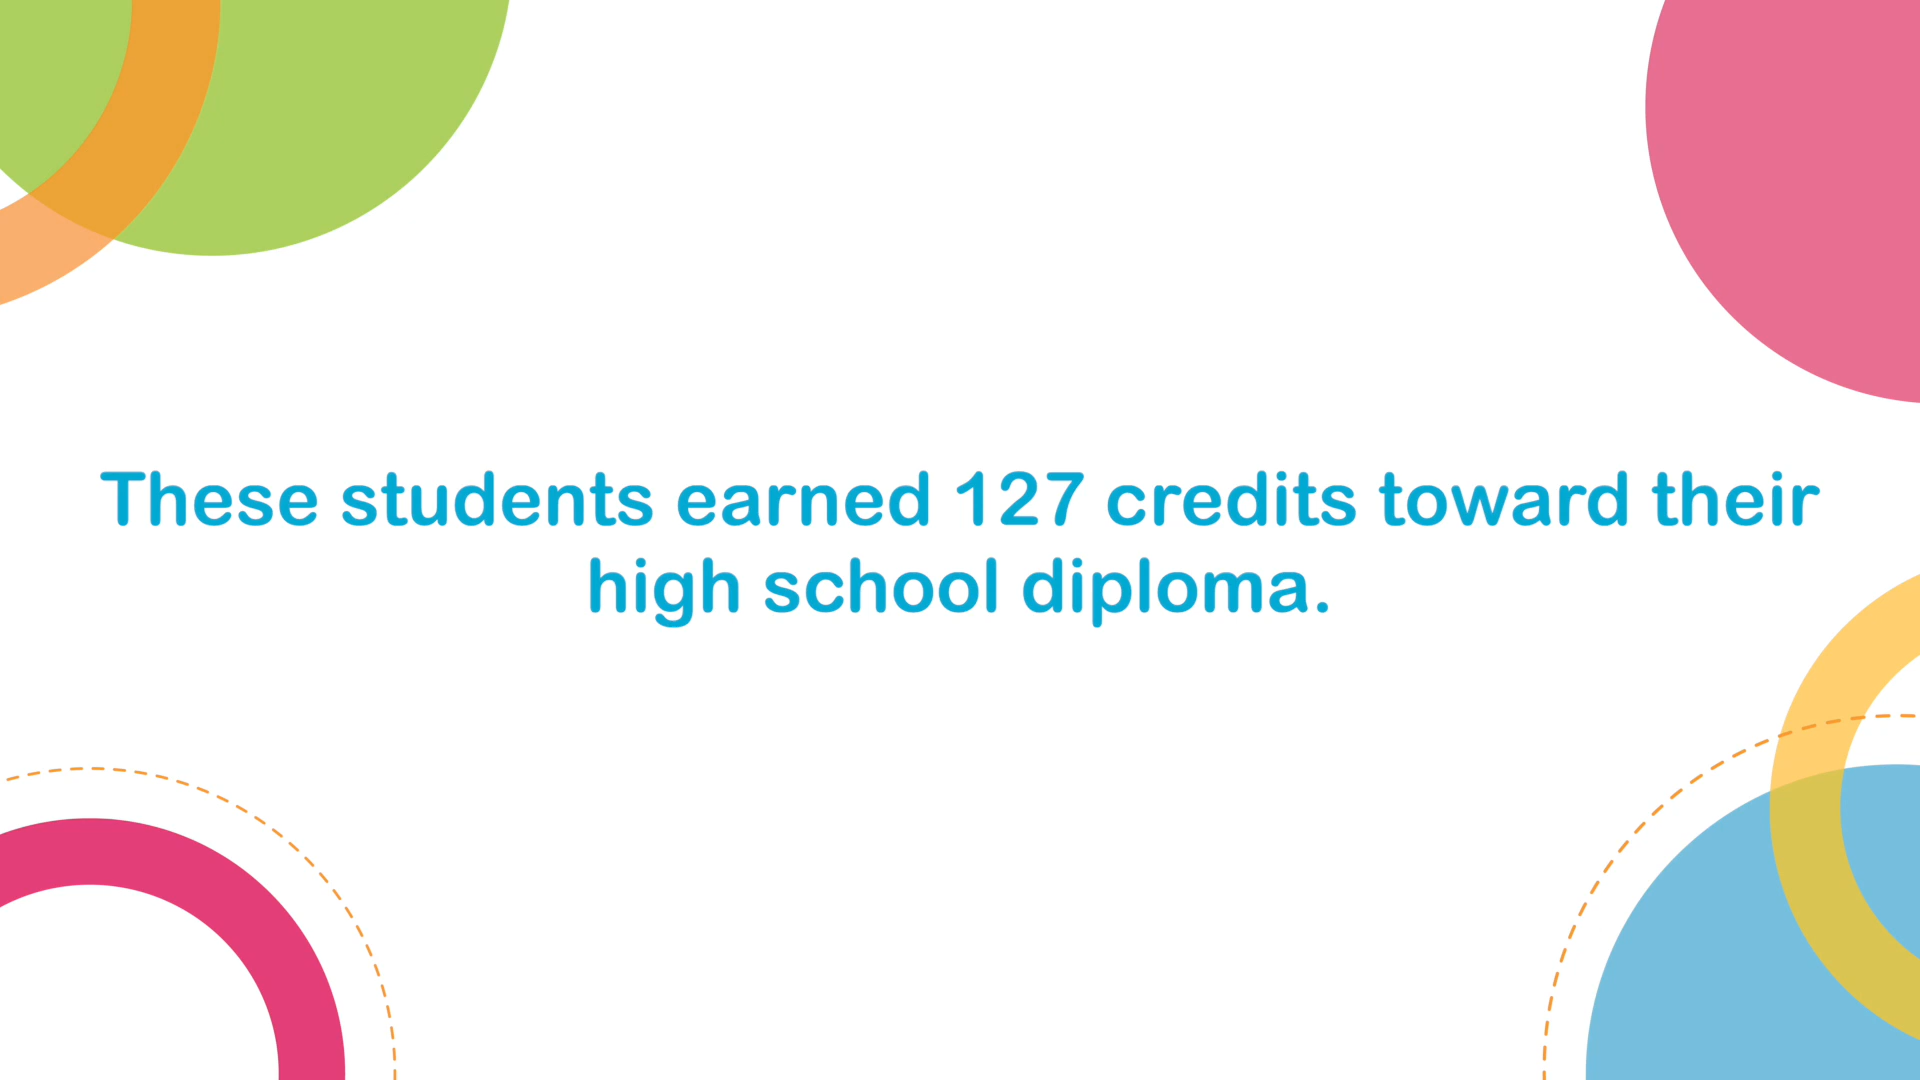 These students earned 127 credits toward their
high school diploma.